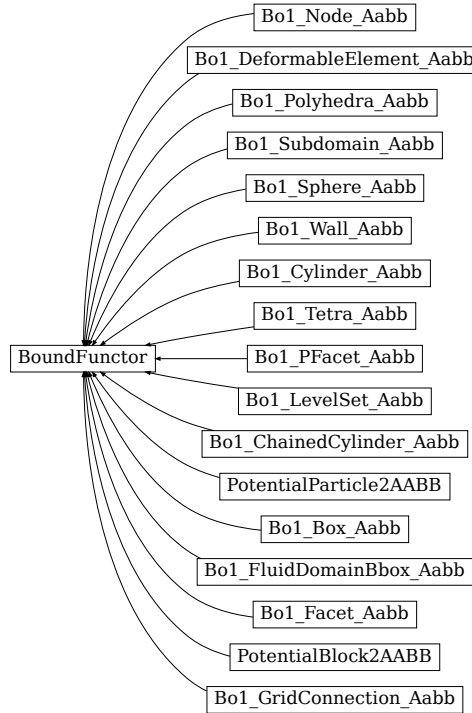 Bo1_Node_Aabb
Bo1_DeformableElement_Aabb
Bo1_Polyhedra_Aabb
Bo1_Subdomain_Aabb
Bo1_Sphere_Aabb
Bo1_Wall_Aabb
Bo1_Cylinder_Aabb
Bo1_Tetra_Aabb
BoundFunctor
Bo1_PFacet_Aabb
Bo1_LevelSet_Aabb
Bo1_ChainedCylinder_Aabb
PotentialParticle2AABB
Bo1_Box_Aabb
Bo1_FluidDomainBbox_Aabb
Bo1_Facet_Aabb
PotentialBlock2AABB
Bo1_GridConnection_Aabb